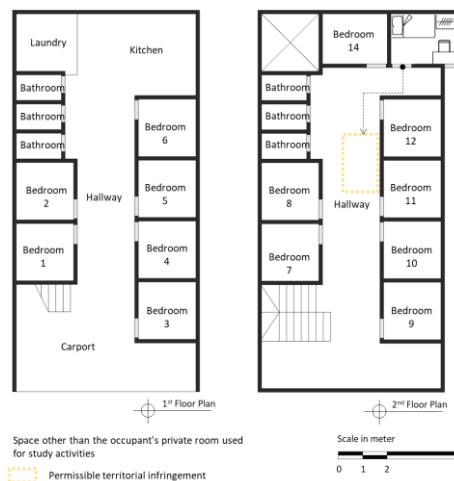 Laundry
Kitchen
Bathroom
Bathroom
Bathroom
Bedroom
6
Bedroom
2
Hallway
Bedroom
5
Bedroom
1
Bedroom
4
Bedroom
3
Carport
1st Floor Plan
Bedroom
14
Bathroom
Bathroom
Bathroom
Bedroom
12
Bedroom
8
Hallway
Bedroom
11
Bedroom
7
Bedroom
10
Bedroom
9
2nd Floor Plan
Space other than the occupant's private room used
for study activities
Permissible territorial infringement
Scale in meter
0 1 2